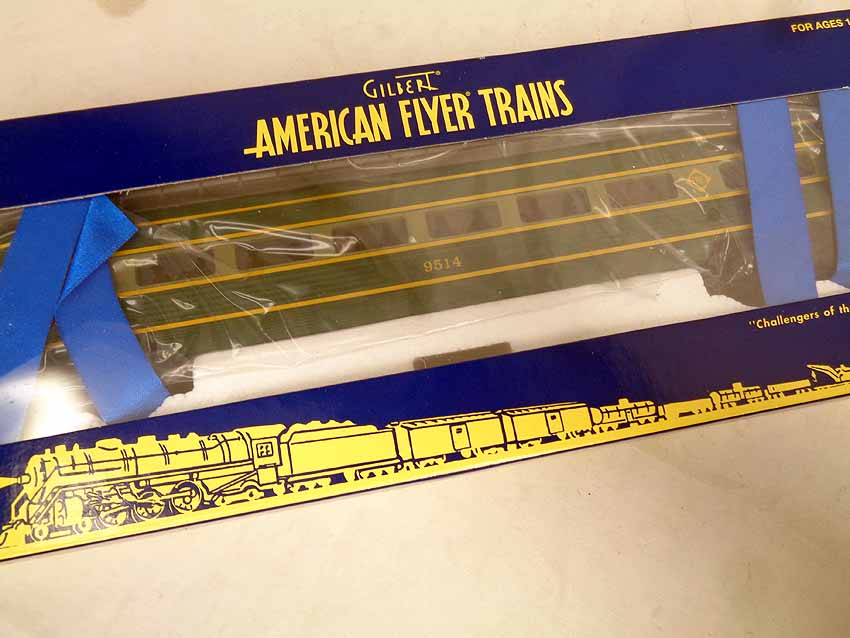 FOR AGES 1
GILBERT®
AMERICAN FLYER® TRAINS
9514
"Challengers of th